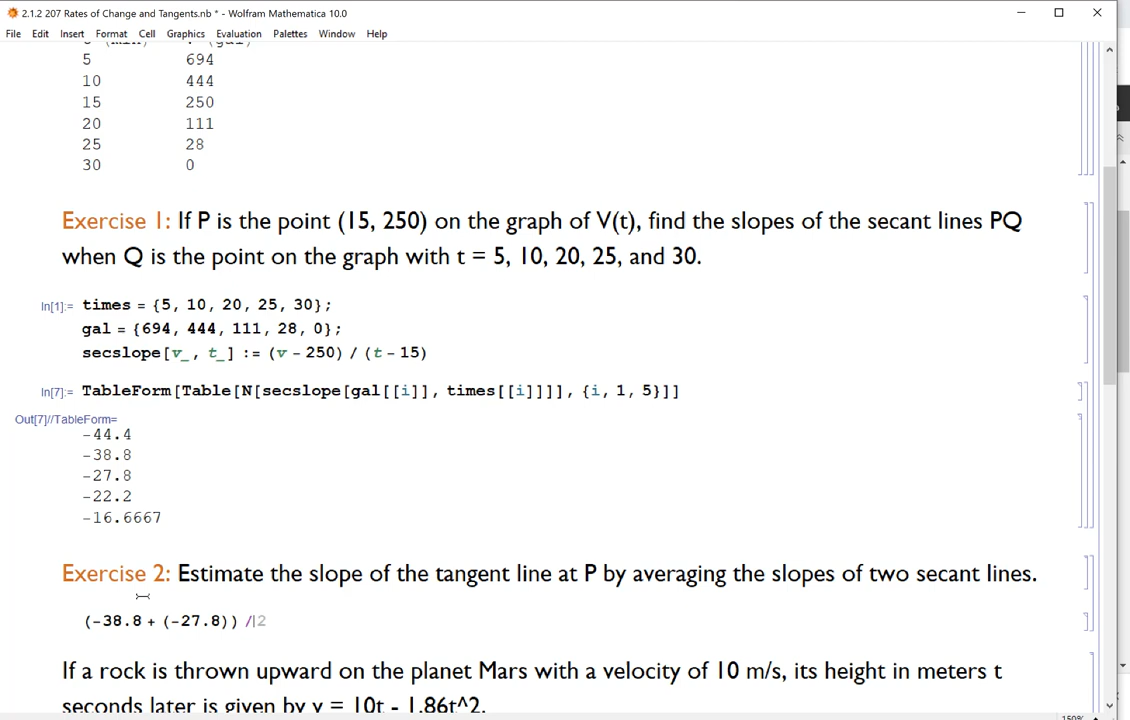 2.1.2 207 Rates of Change and Tangents.nb * - Wolfram Mathematica 10.0
File Edit Insert Format Cell Graphics Evaluation Palettes Window Help
5 694
10 444
15 250
20 111
25 28
30 0
Exercise 1: If P is the point (15, 250) on the graph of V(t), find the slopes of the secant lines PQ
when Q is the point on the graph with t = 5, 10, 20, 25, and 30.
In[1]:= times = {5, 10, 20, 25, 30};
gal = {694, 444, 111, 28, 0};
secslope[v_, t_] := (v - 250) / (t - 15)
In[7]:= TableForm[Table[N[secslope[gal[[i]], times[[i]]]], {i, 1, 5}]]
Out[7]//TableForm=
-44.4
-38.8
-27.8
-22.2
-16.6667
Exercise 2: Estimate the slope of the tangent line at P by averaging the slopes of two secant lines.
(-38.8 + (-27.8)) / 2
If a rock is thrown upward on the planet Mars with a velocity of 10 m/s, its height in meters t
seconds later is given by y = 10t - 1.86t^2.
150%